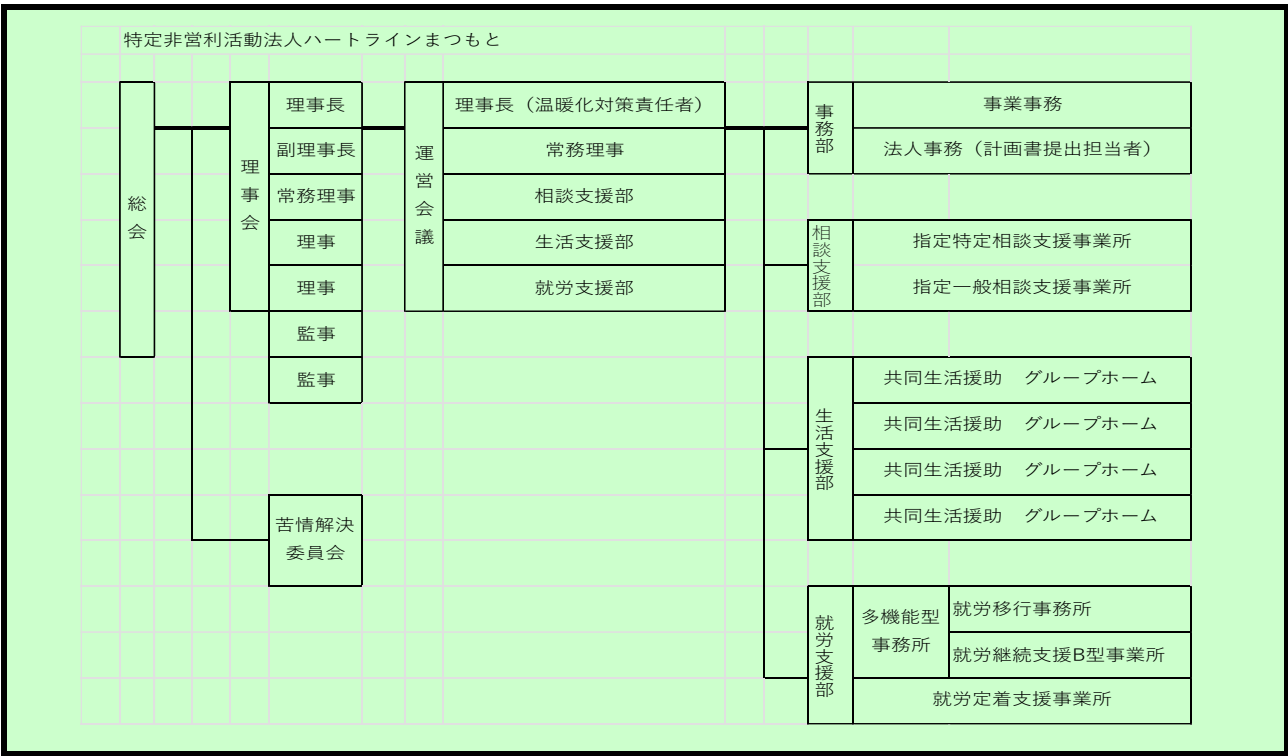 特定非営利活動法人ハートラインまつもと
総会
理事会
理事長
副理事長
常務理事
理事
理事
監事
監事
苦情解決
委員会
運営会議
理事長（温暖化対策責任者）
常務理事
相談支援部
生活支援部
就労支援部
事務部
事業事務
法人事務（計画書提出担当者）
相談支援部
指定特定相談支援事業所
指定一般相談支援事業所
生活支援部
共同生活援助　グループホーム
共同生活援助　グループホーム
共同生活援助　グループホーム
共同生活援助　グループホーム
就労支援部
多機能型
事務所
就労移行事務所
就労継続支援B型事業所
就労定着支援事業所